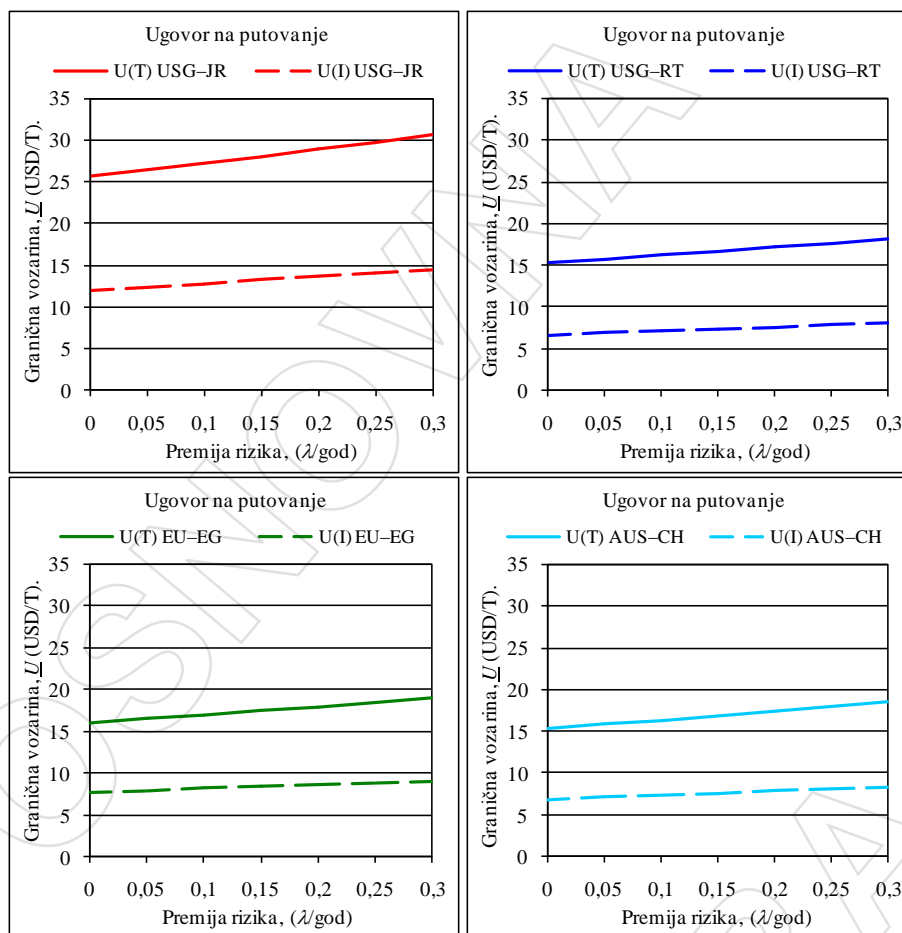 Ugovor na putovanje
U(T) USG–JR U(I) USG–JR
Granična vozarina, U (USD/T).
35
30
25
20
15
10
5
0
0 0,05 0,1 0,15 0,2 0,25 0,3
Premija rizika, (λ/god)
Ugovor na putovanje
U(T) USG–RT U(I) USG–RT
Granična vozarina, U (USD/T).
35
30
25
20
15
10
5
0
0 0,05 0,1 0,15 0,2 0,25 0,3
Premija rizika, (λ/god)
Ugovor na putovanje
U(T) EU–EG U(I) EU–EG
Granična vozarina, U (USD/T).
35
30
25
20
15
10
5
0
0 0,05 0,1 0,15 0,2 0,25 0,3
Premija rizika, (λ/god)
Ugovor na putovanje
U(T) AUS–CH U(I) AUS–CH
Granična vozarina, U (USD/T).
35
30
25
20
15
10
5
0
0 0,05 0,1 0,15 0,2 0,25 0,3
Premija rizika, (λ/god)
OSNOVNA